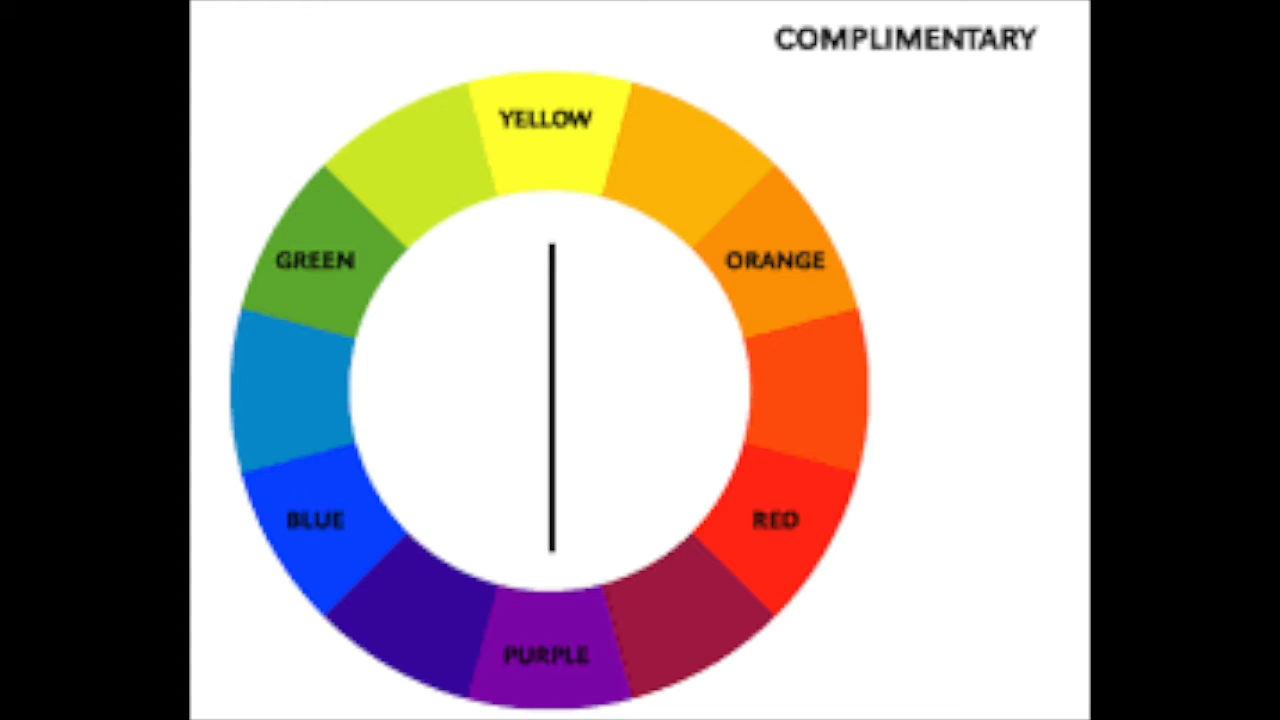 COMPLIMENTARY
YELLOW
GREEN
ORANGE
BLUE
RED
PURPLE